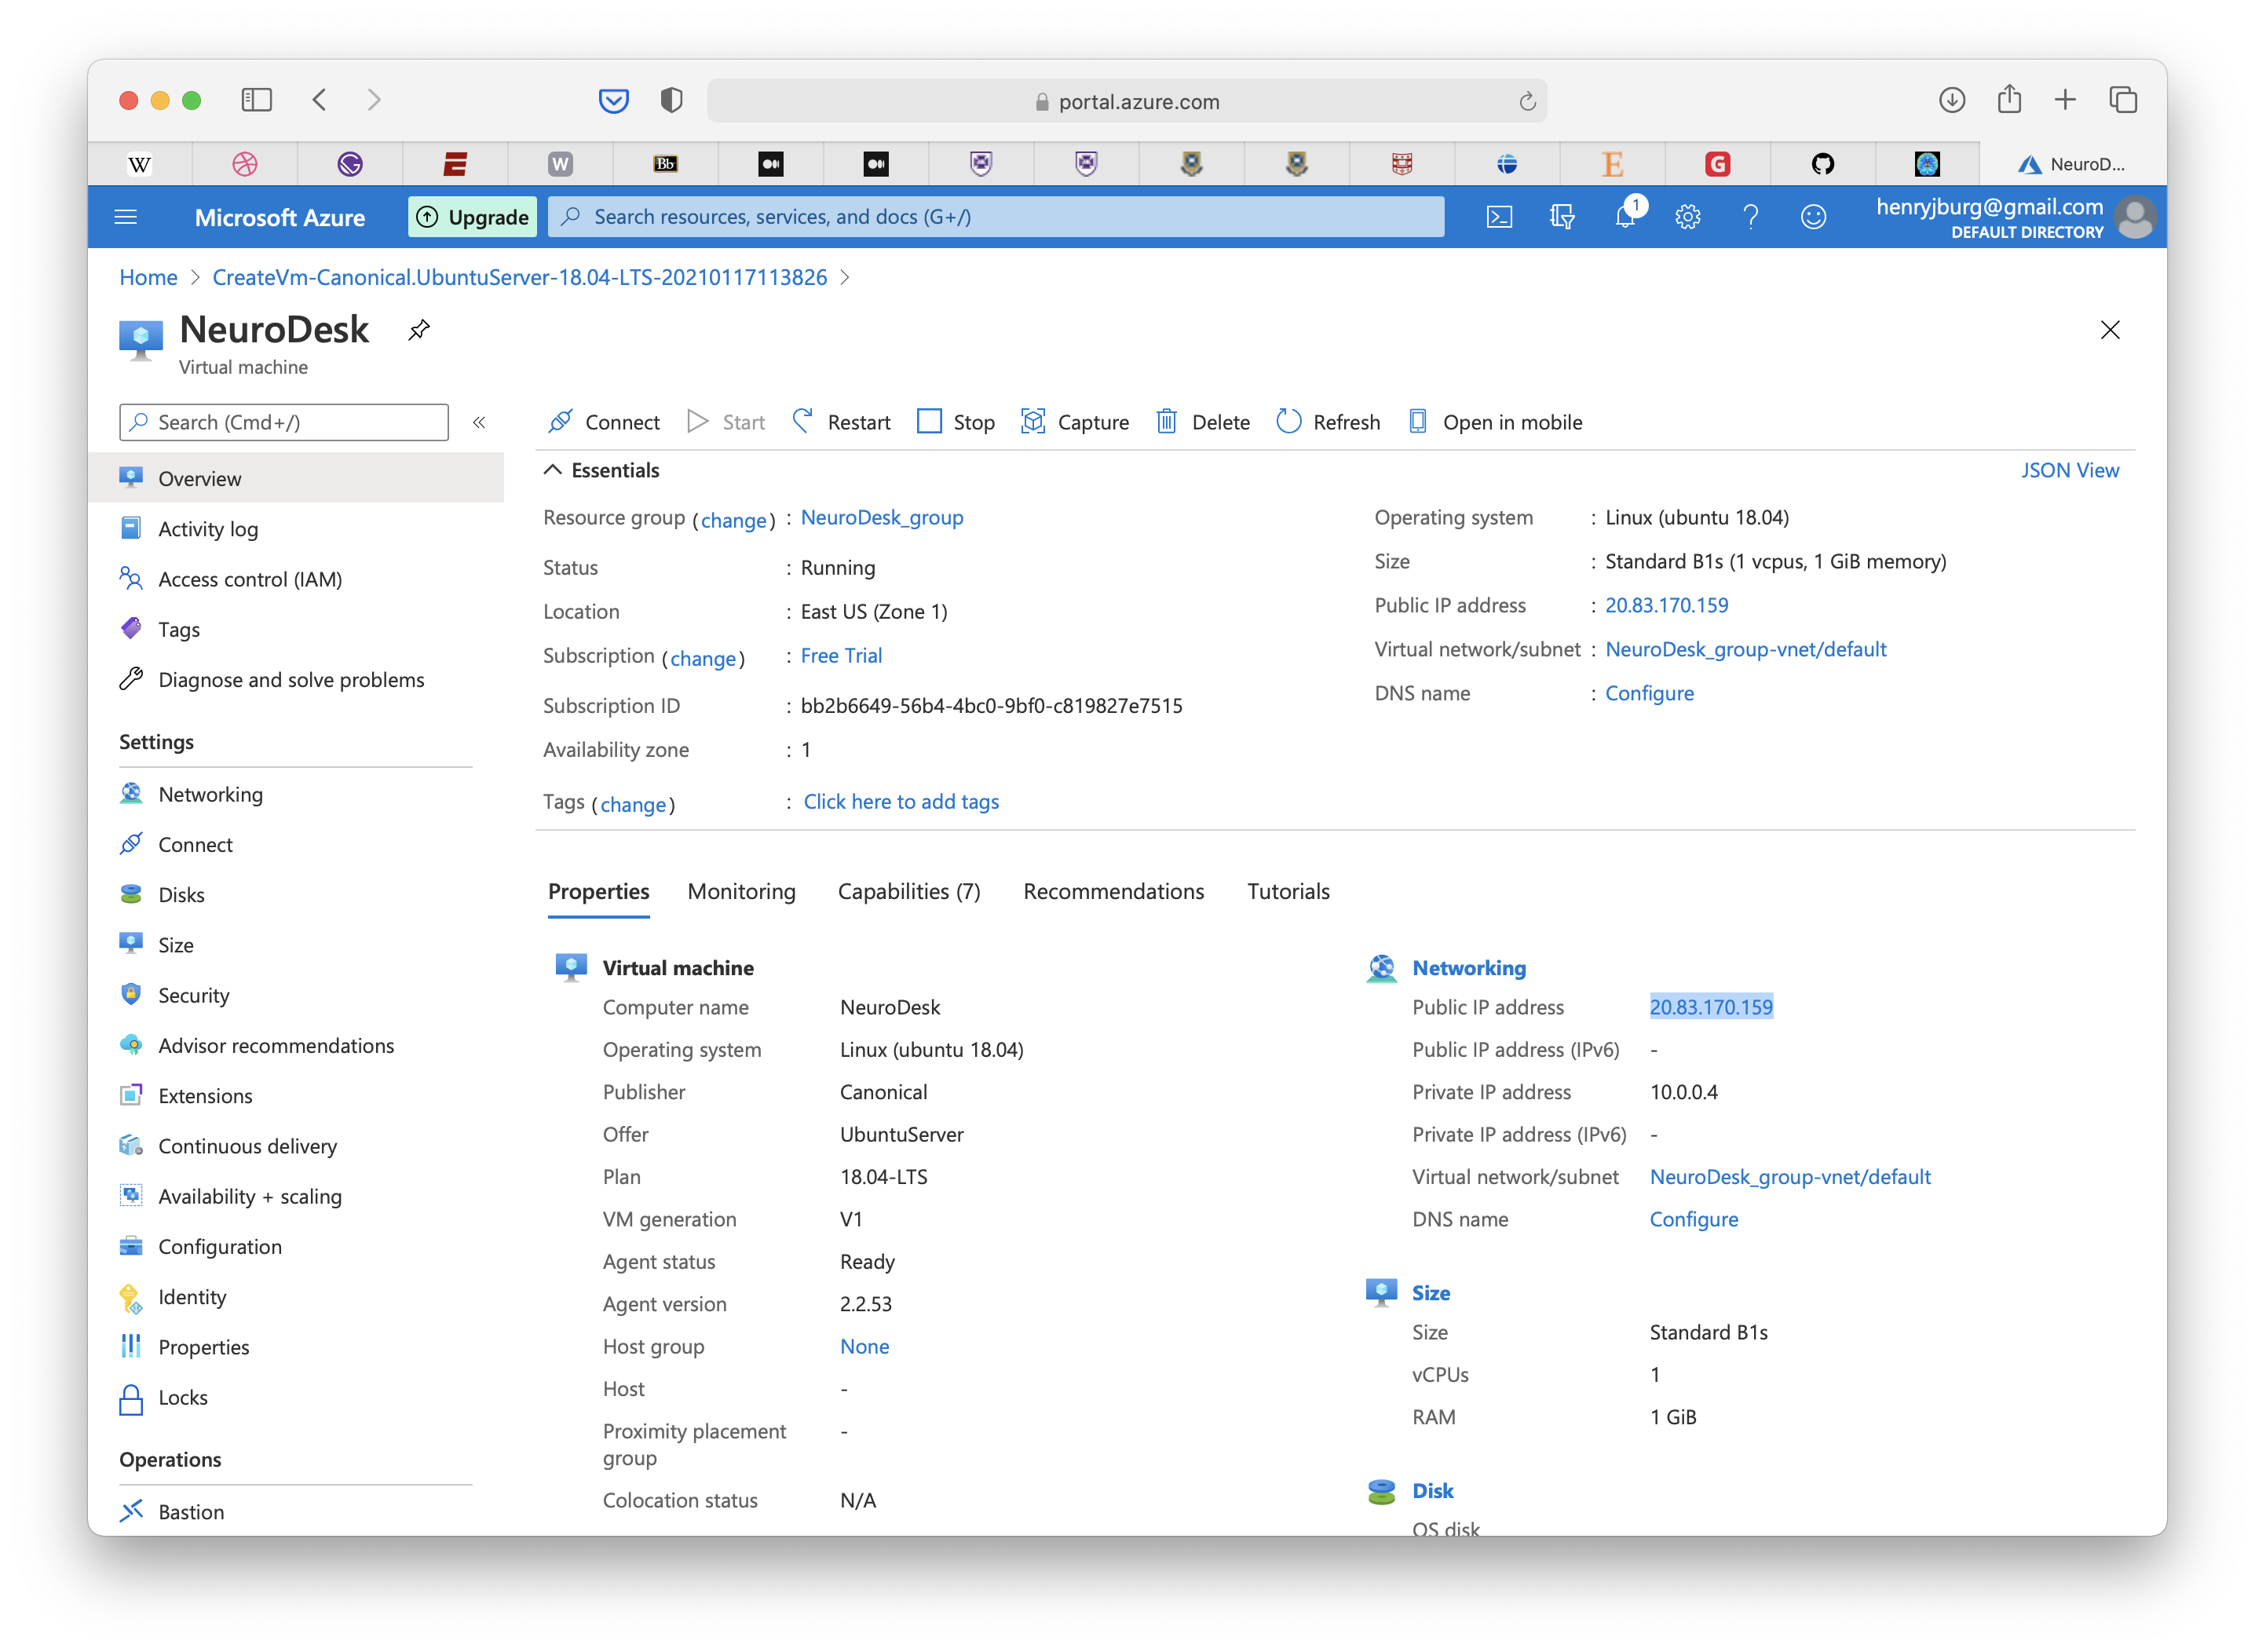 portal.azure.com
W
W
Bb
E
G
NeuroD...
Microsoft Azure
Upgrade
Search resources, services, and docs (G+/)
1
henryjburg@gmail.com
DEFAULT DIRECTORY
Home > CreateVm-Canonical.UbuntuServer-18.04-LTS-20210117113826 >
NeuroDesk
Virtual machine
Search (Cmd+/)
«
Connect
Start
Restart
Stop
Capture
Delete
Refresh
Open in mobile
Overview
Activity log
Access control (IAM)
Tags
Diagnose and solve problems
Settings
Networking
Connect
Disks
Size
Security
Advisor recommendations
Extensions
Continuous delivery
Availability + scaling
Configuration
Identity
Properties
Locks
Operations
Bastion
Essentials
JSON View
Resource group (change) : NeuroDesk_group
Status : Running
Location : East US (Zone 1)
Subscription (change) : Free Trial
Subscription ID : bb2b6649-56b4-4bc0-9bf0-c819827e7515
Availability zone : 1
Tags (change) : Click here to add tags
Operating system : Linux (ubuntu 18.04)
Size : Standard B1s (1 vcpus, 1 GiB memory)
Public IP address : 20.83.170.159
Virtual network/subnet : NeuroDesk_group-vnet/default
DNS name : Configure
Properties Monitoring Capabilities (7) Recommendations Tutorials
Virtual machine
Computer name NeuroDesk
Operating system Linux (ubuntu 18.04)
Publisher Canonical
Offer UbuntuServer
Plan 18.04-LTS
VM generation V1
Agent status Ready
Agent version 2.2.53
Host group None
Host -
Proximity placement -
group
Colocation status N/A
Networking
Public IP address 20.83.170.159
Public IP address (IPv6) -
Private IP address 10.0.0.4
Private IP address (IPv6) -
Virtual network/subnet NeuroDesk_group-vnet/default
DNS name Configure
Size
Size Standard B1s
vCPUs 1
RAM 1 GiB
Disk
OS disk